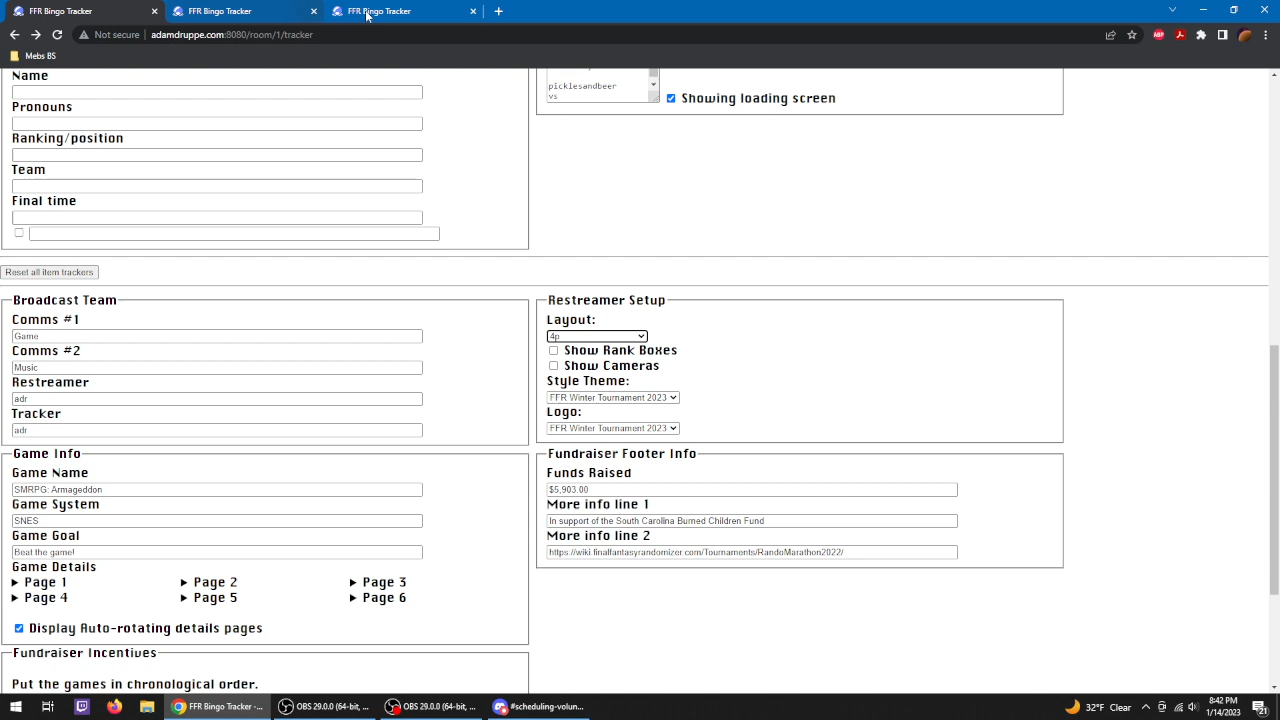 FFR Bingo Tracker
FFR Bingo Tracker
FFR Bingo Tracker
Not secure
adamdruppe.com:8080/room/1/tracker
ABP
Mebs BS
Name
Pronouns
Ranking/position
Team
Final time
picklesandbeer
vs
Showing loading screen
Reset all item trackers
Broadcast Team
Comms #1
Game
Comms #2
Music
Restreamer
adr
Tracker
adr
Restreamer Setup
Layout:
4p
Show Rank Boxes
Show Cameras
Style Theme:
FFR Winter Tournament 2023
Logo:
FFR Winter Tournament 2023
Game Info
Game Name
SMRPG: Armageddon
Game System
SNES
Game Goal
Beat the game!
Game Details
Page 1
Page 2
Page 3
Page 4
Page 5
Page 6
Display Auto-rotating details pages
Fundraiser Footer Info
Funds Raised
$5,903.00
More info line 1
In support of the South Carolina Burned Children Fund
More info line 2
https://wiki.finalfantasyrandomizer.com/Tournaments/RandoMarathon2022/
Fundraiser Incentives
Put the games in chronological order.
FFR Bingo Tracker -...
OBS 29.0.0 (64-bit, ...
OBS 29.0.0 (64-bit, ...
#scheduling-volun...
32°F Clear
8:42 PM
1/14/2023
21